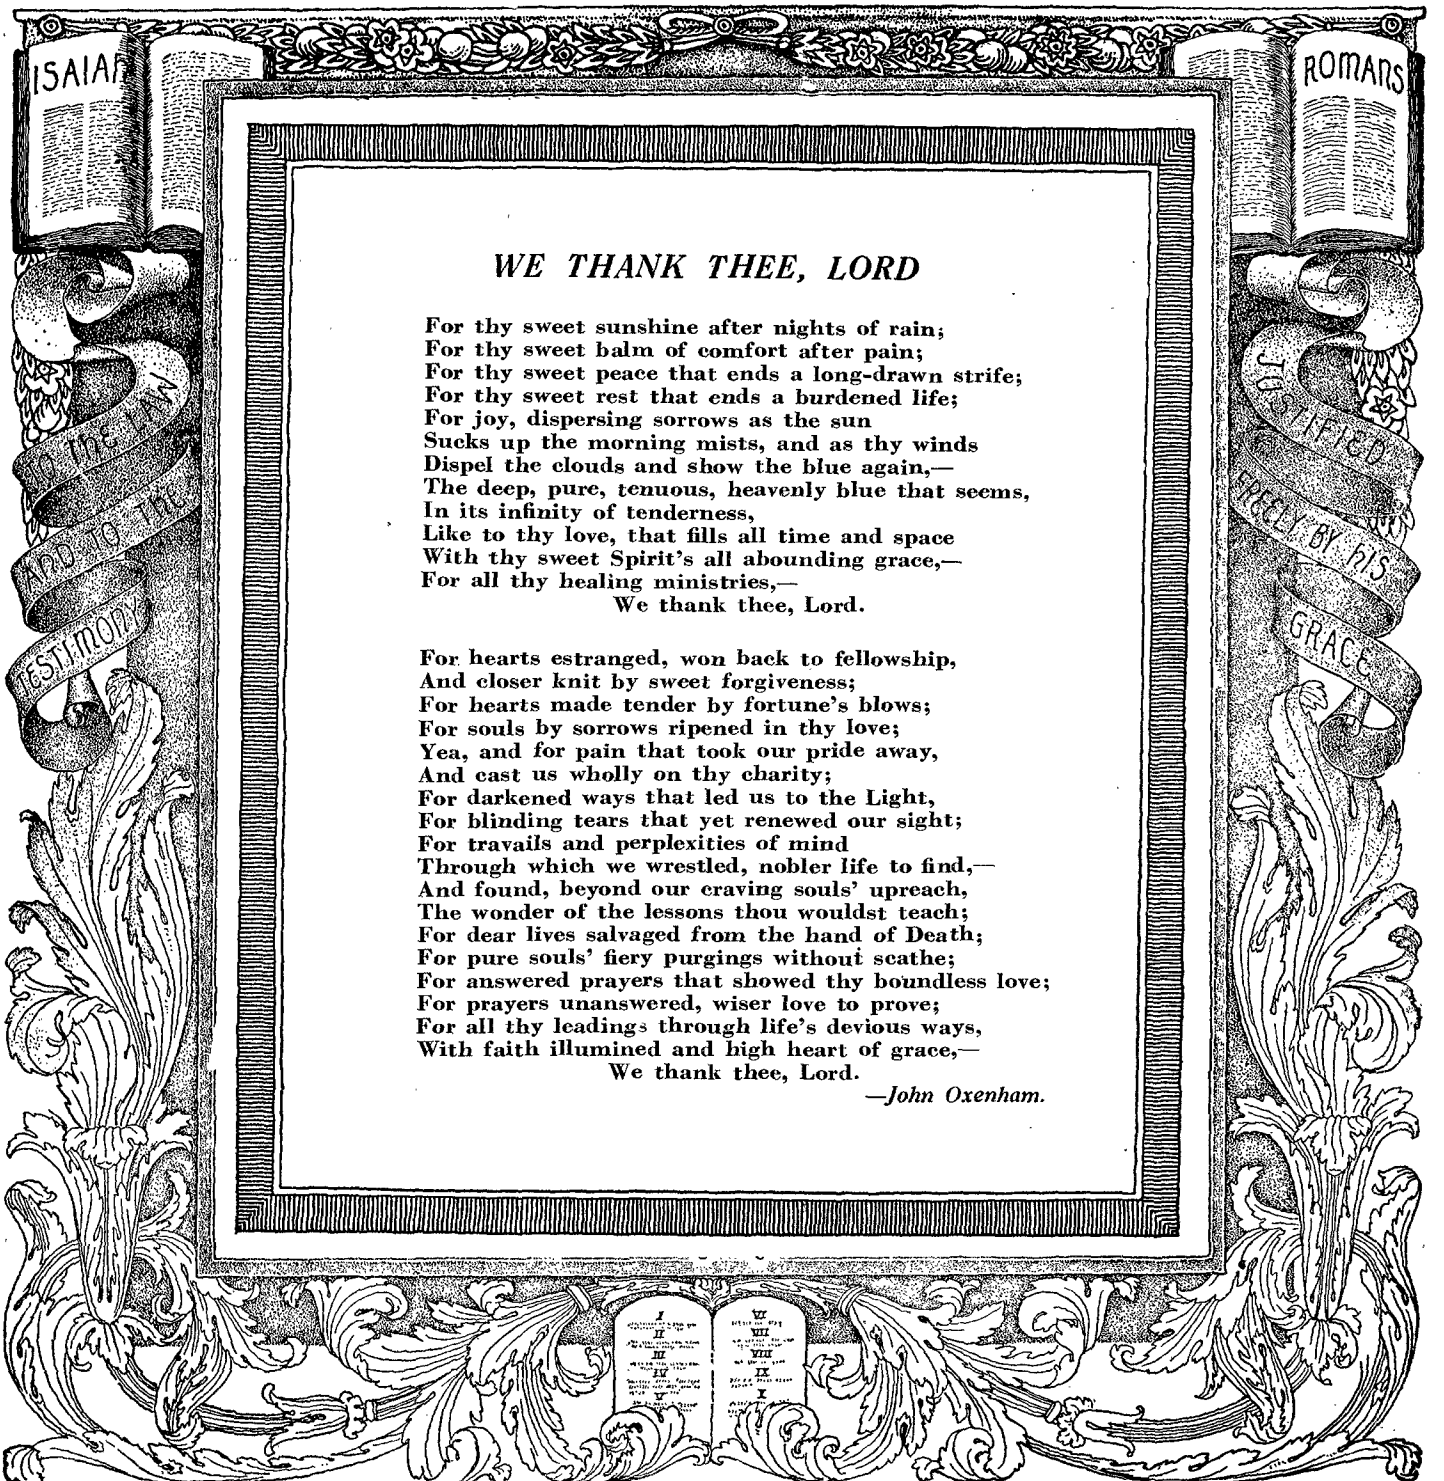 ISAIAH
ROMANS
TO THE LAW
AND TO THE
TESTIMONY
JUSTIFIED
FREELY BY HIS
GRACE
WE THANK THEE, LORD
For thy sweet sunshine after nights of rain;
For thy sweet balm of comfort after pain;
For thy sweet peace that ends a long-drawn strife;
For thy sweet rest that ends a burdened life;
For joy, dispersing sorrows as the sun
Sucks up the morning mists, and as thy winds
Dispel the clouds and show the blue again,—
The deep, pure, tenuous, heavenly blue that seems,
In its infinity of tenderness,
Like to thy love, that fills all time and space
With thy sweet Spirit's all abounding grace,—
For all thy healing ministries,—
We thank thee, Lord.
For hearts estranged, won back to fellowship,
And closer knit by sweet forgiveness;
For hearts made tender by fortune's blows;
For souls by sorrows ripened in thy love;
Yea, and for pain that took our pride away,
And cast us wholly on thy charity;
For darkened ways that led us to the Light,
For blinding tears that yet renewed our sight;
For travails and perplexities of mind
Through which we wrestled, nobler life to find,—
And found, beyond our craving souls' upreach,
The wonder of the lessons thou wouldst teach;
For dear lives salvaged from the hand of Death;
For pure souls' fiery purgings without scathe;
For answered prayers that showed thy boundless love;
For prayers unanswered, wiser love to prove;
For all thy leadings through life's devious ways,
With faith illumined and high heart of grace,—
We thank thee, Lord.
—John Oxenham.
I
II
III
IV
V
VI
VII
VIII
IX
X